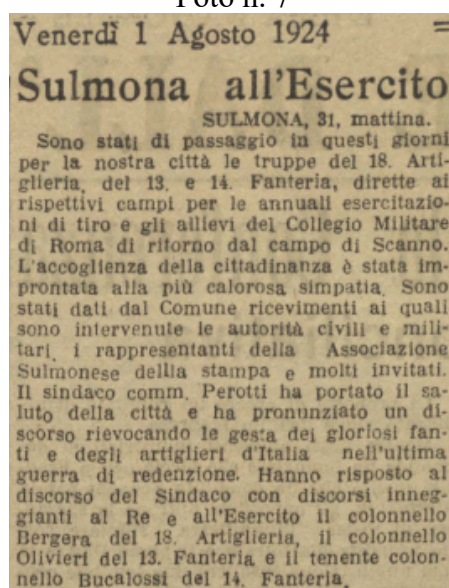 Foto n. 7
Venerdì 1 Agosto 1924
Sulmona all'Esercito
SULMONA, 31, mattina.
Sono stati di passaggio in questi giorni
per la nostra città le truppe del 18. Arti-
glieria, del 13. e 14. Fanteria, dirette ai
rispettivi campi per le annuali esercitazio-
ni di tiro e gli allievi del Collegio Militare
di Roma di ritorno dal campo di Scanno.
L'accoglienza della cittadinanza è stata im-
prontata alla più calorosa simpatia. Sono
stati dati dal Comune ricevimenti ai quali
sono intervenute le autorità civili e mili-
tari, i rappresentanti della Associazione
Sulmonese dellla stampa e molti invitati.
Il sindaco comm. Perotti ha portato il sa-
luto della città e ha pronunziato un di-
scorso rievocando le gesta dei gloriosi fan-
ti e degli artiglieri d'Italia nell'ultima
guerra di redenzione. Hanno risposto al
discorso del Sindaco con discorsi inneg-
gianti al Re e all'Esercito il colonnello
Bergera del 18. Artiglieria, il colonnello
Olivieri del 13. Fanteria e il tenente colon-
nello Bucalossi del 14. Fanteria.